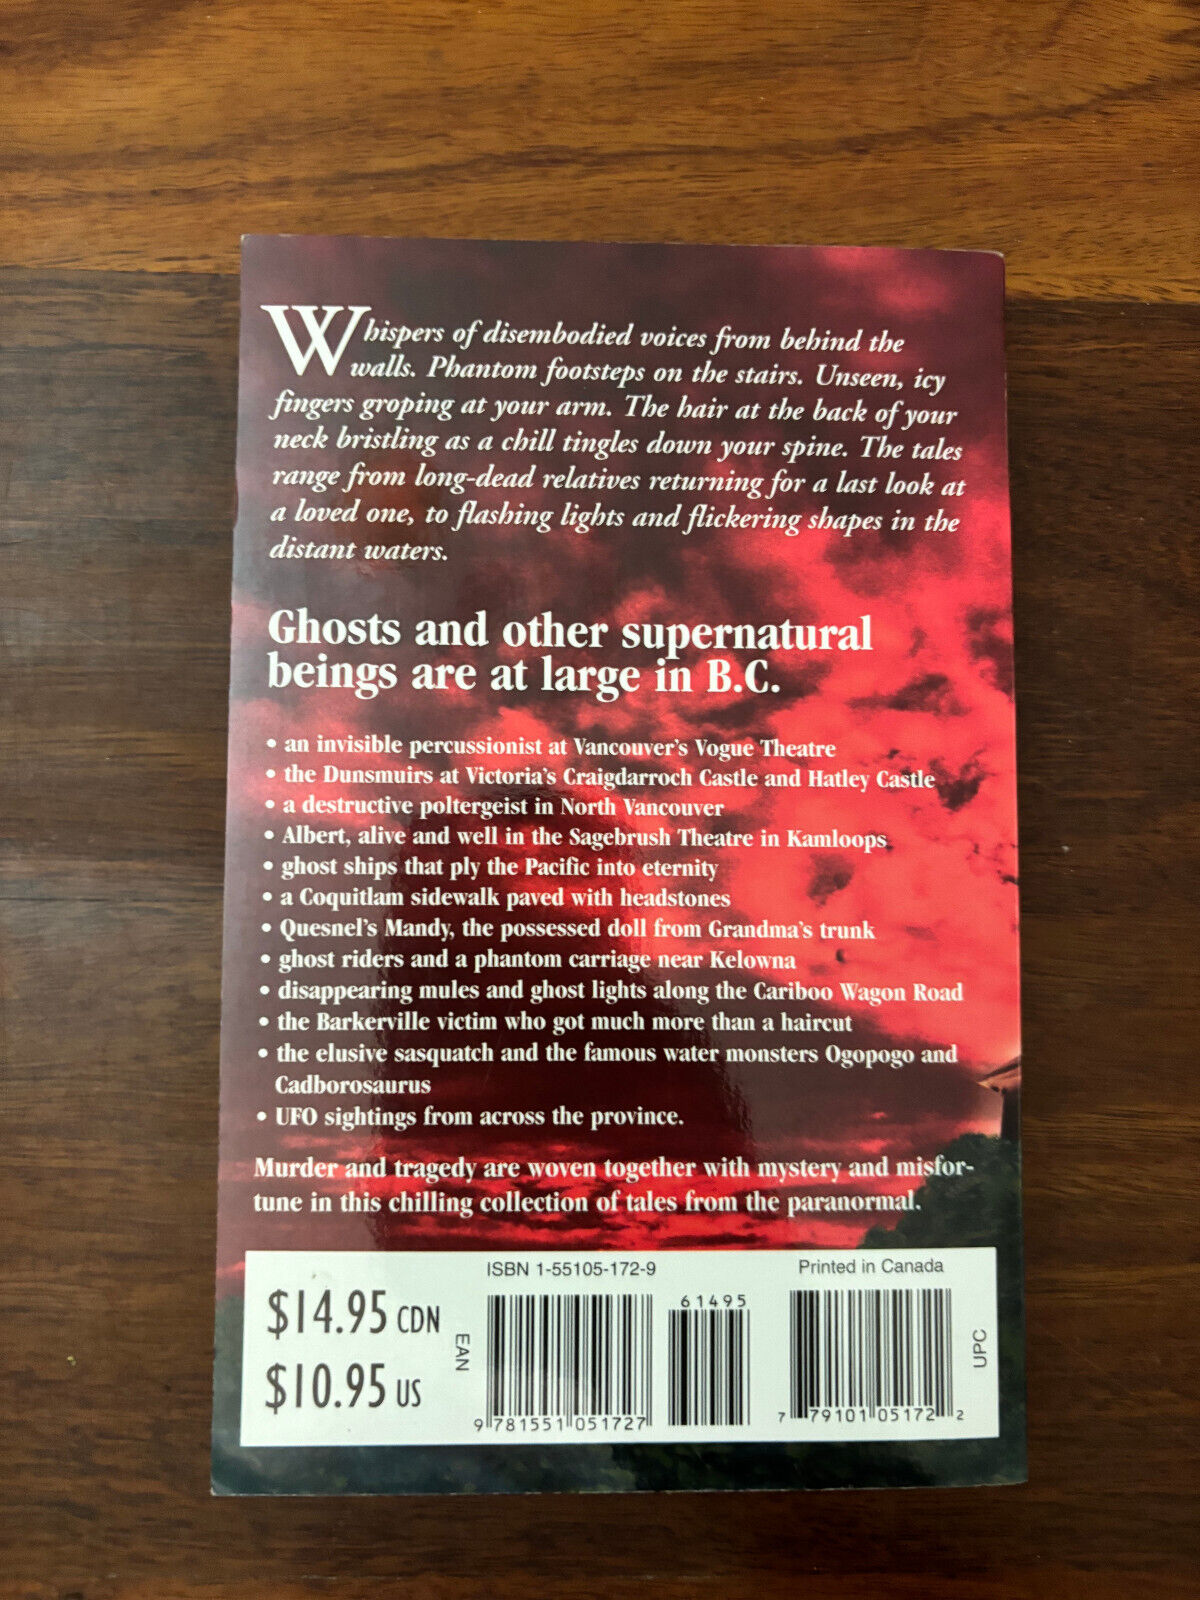 Whispers of disembodied voices from behind the
walls. Phantom footsteps on the stairs. Unseen, icy
fingers groping at your arm. The hair at the back of your
neck bristling as a chill tingles down your spine. The tales
range from long-dead relatives returning for a last look at
a loved one, to flashing lights and flickering shapes in the
distant waters.
Ghosts and other supernatural
beings are at large in B.C.
• an invisible percussionist at Vancouver's Vogue Theatre
• the Dunsmuirs at Victoria's Craigdarroch Castle and Hatley Castle
• a destructive poltergeist in North Vancouver
• Albert, alive and well in the Sagebrush Theatre in Kamloops
• ghost ships that ply the Pacific into eternity
• a Coquitlam sidewalk paved with headstones
• Quesnel's Mandy, the possessed doll from Grandma's trunk
• ghost riders and a phantom carriage near Kelowna
• disappearing mules and ghost lights along the Cariboo Wagon Road
• the Barkerville victim who got much more than a haircut
• the elusive sasquatch and the famous water monsters Ogopogo and
Cadborosaurus
• UFO sightings from across the province.
Murder and tragedy are woven together with mystery and misfor-
tune in this chilling collection of tales from the paranormal.
$14.95 CDN
$10.95 US
EAN
ISBN 1-55105-172-9
61495
9 781551 051727
Printed in Canada
7 79101 05172 2
UPC